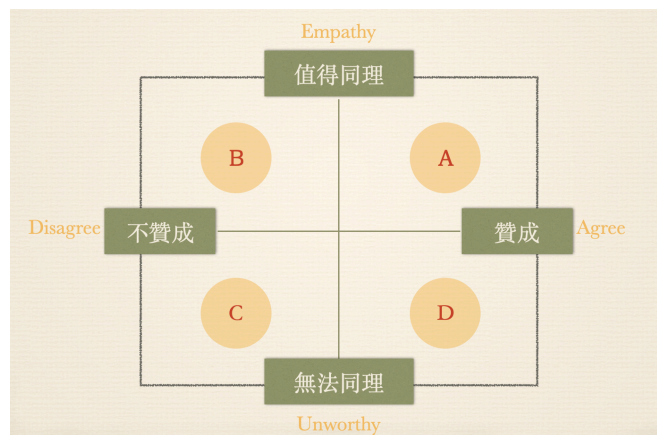 Empathy
值得同理
B
A
Disagree
不贊成
贊成
Agree
C
D
無法同理
Unworthy